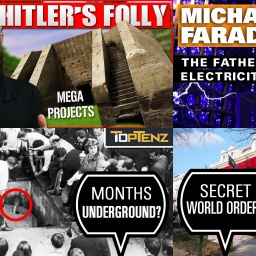 HITLER'S FOLLY
MEGA
PROJECTS
TOPTENZ
MICHA
FARAD
THE FATHE
ELECTRICIT
MONTHS
UNDERGROUND?
SECRET
WORLD ORDER